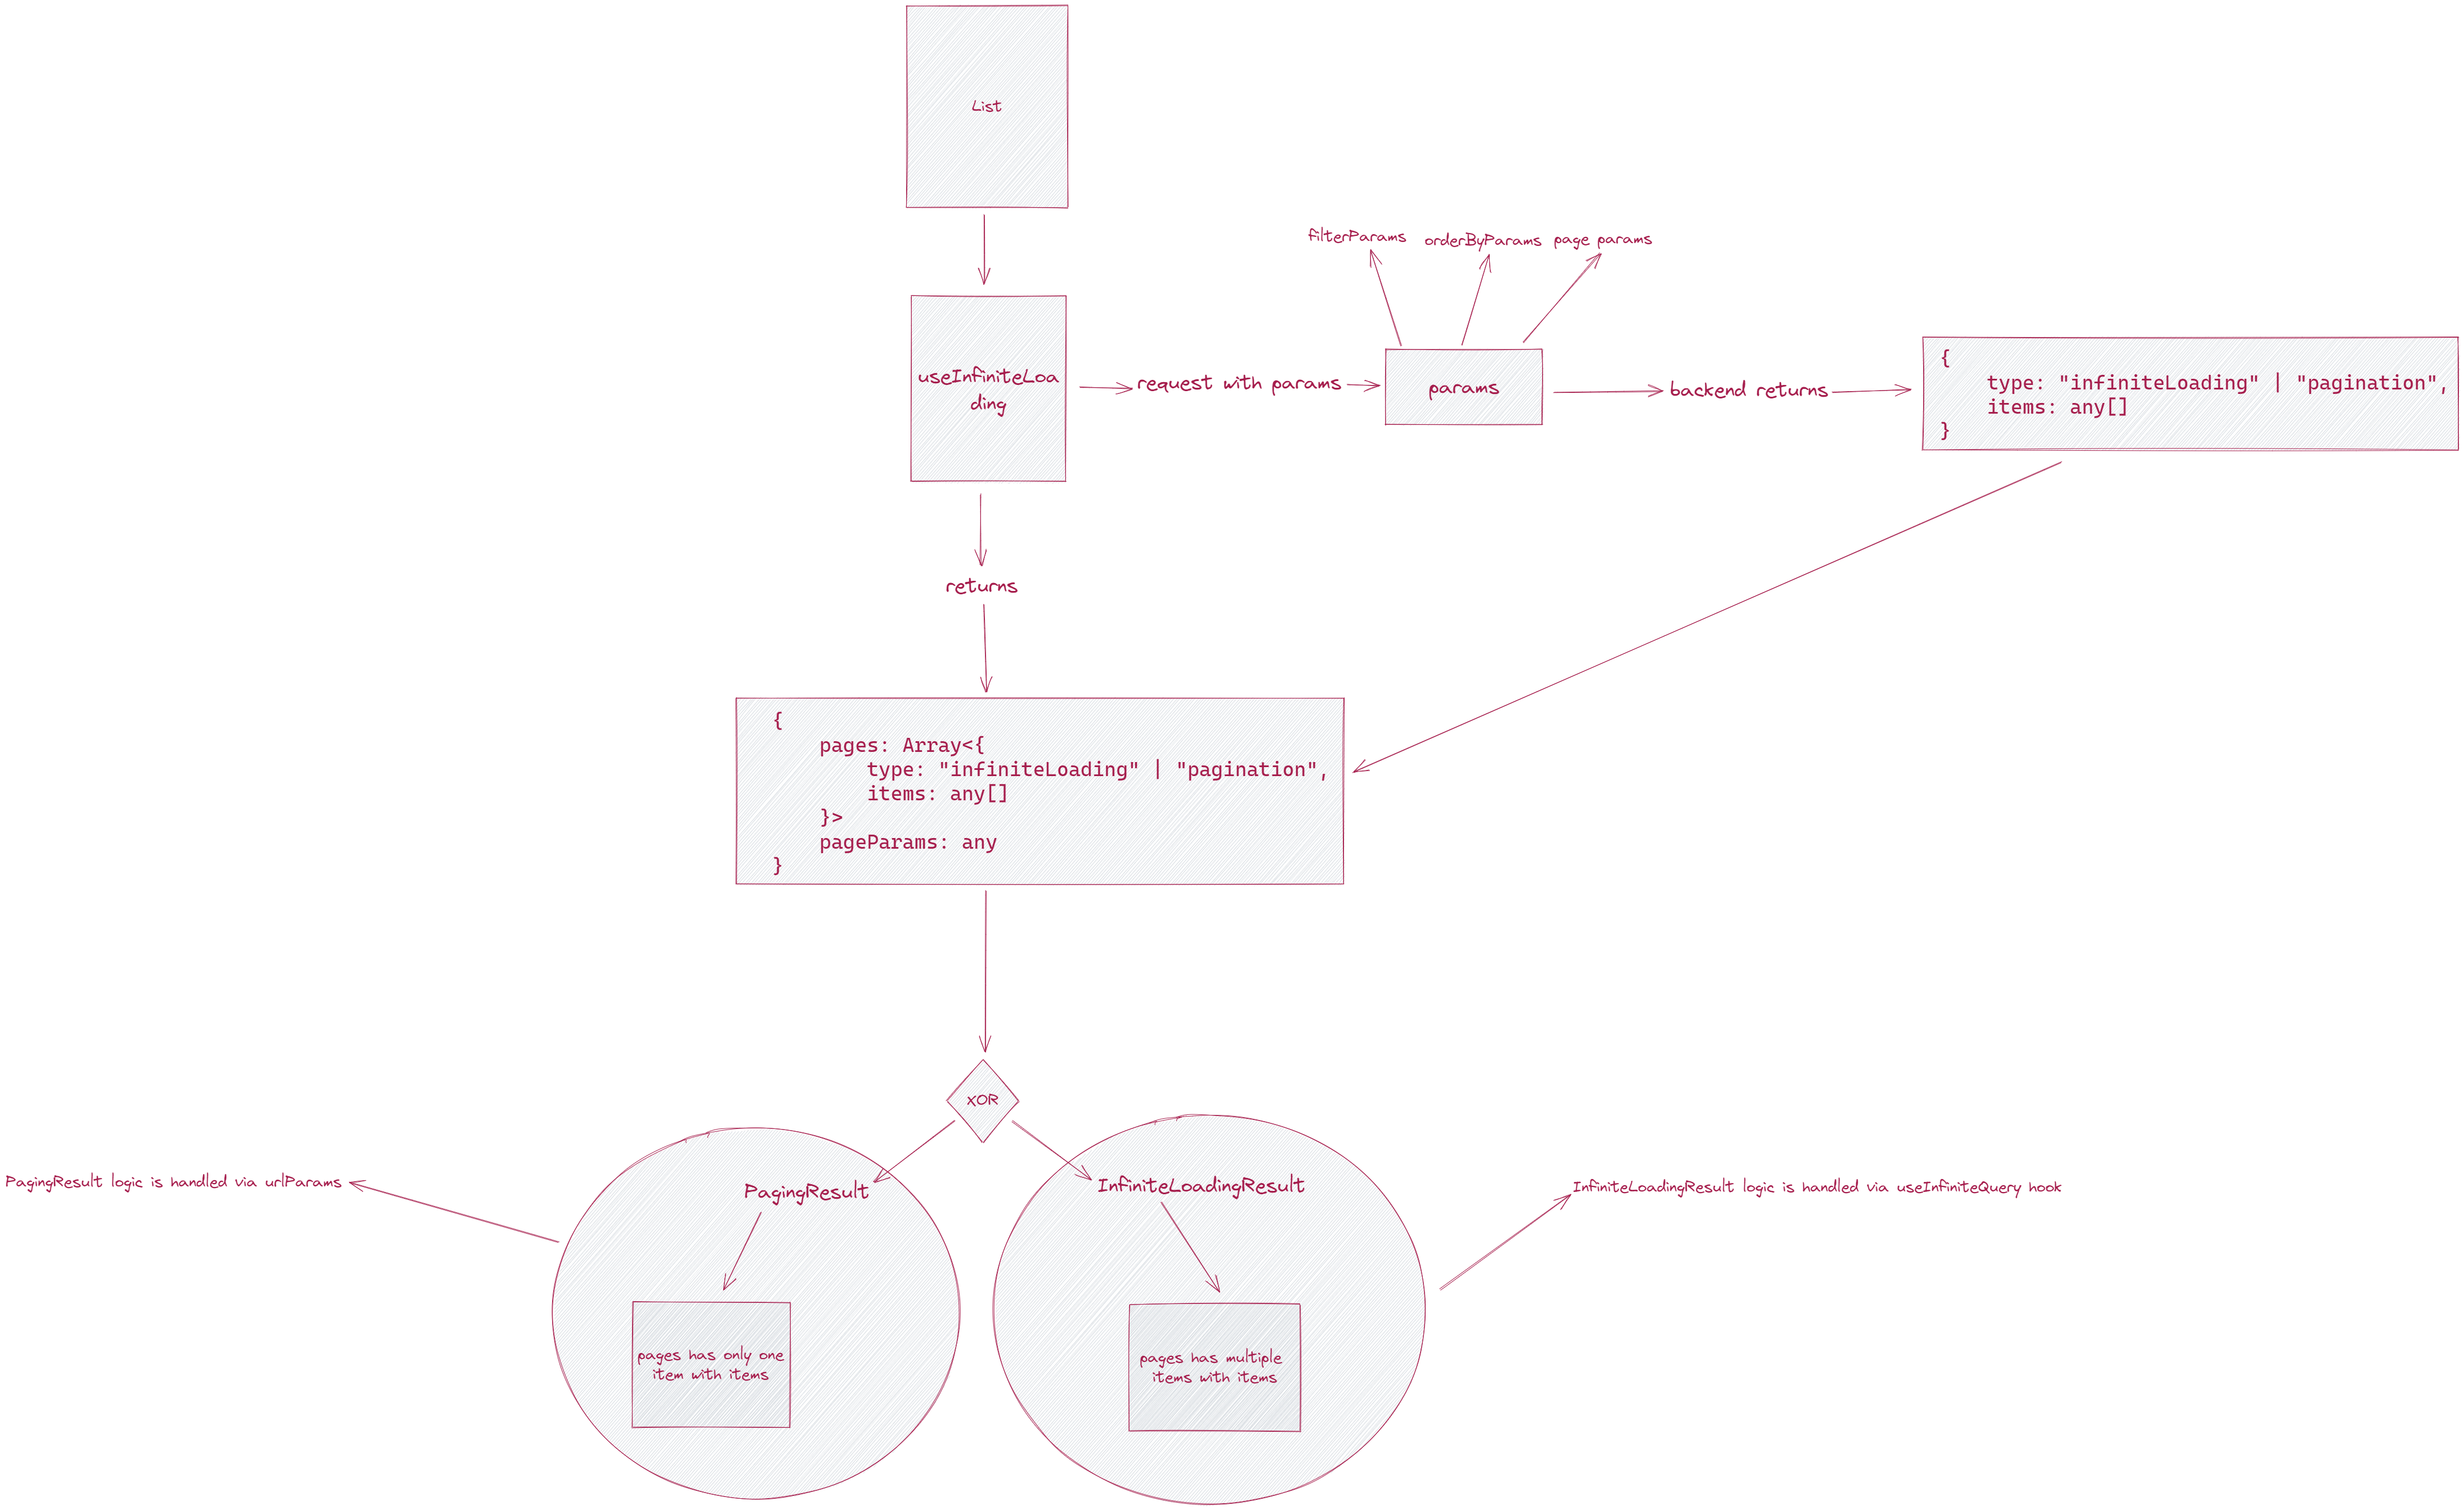 List
filterParams
orderByParams
page params
useInfiniteLoa
ding
request with params
params
backend returns
{
type: "infiniteLoading" | "pagination",
items: any[]
}
returns
{
pages: Array<{
type: "infiniteLoading" | "pagination",
items: any[]
}>
pageParams: any
}
XOR
PagingResult logic is handled via urlParams
PagingResult
InfiniteLoadingResult
InfiniteLoadingResult logic is handled via useInfiniteQuery hook
pages has only one
item with items
pages has multiple
items with items